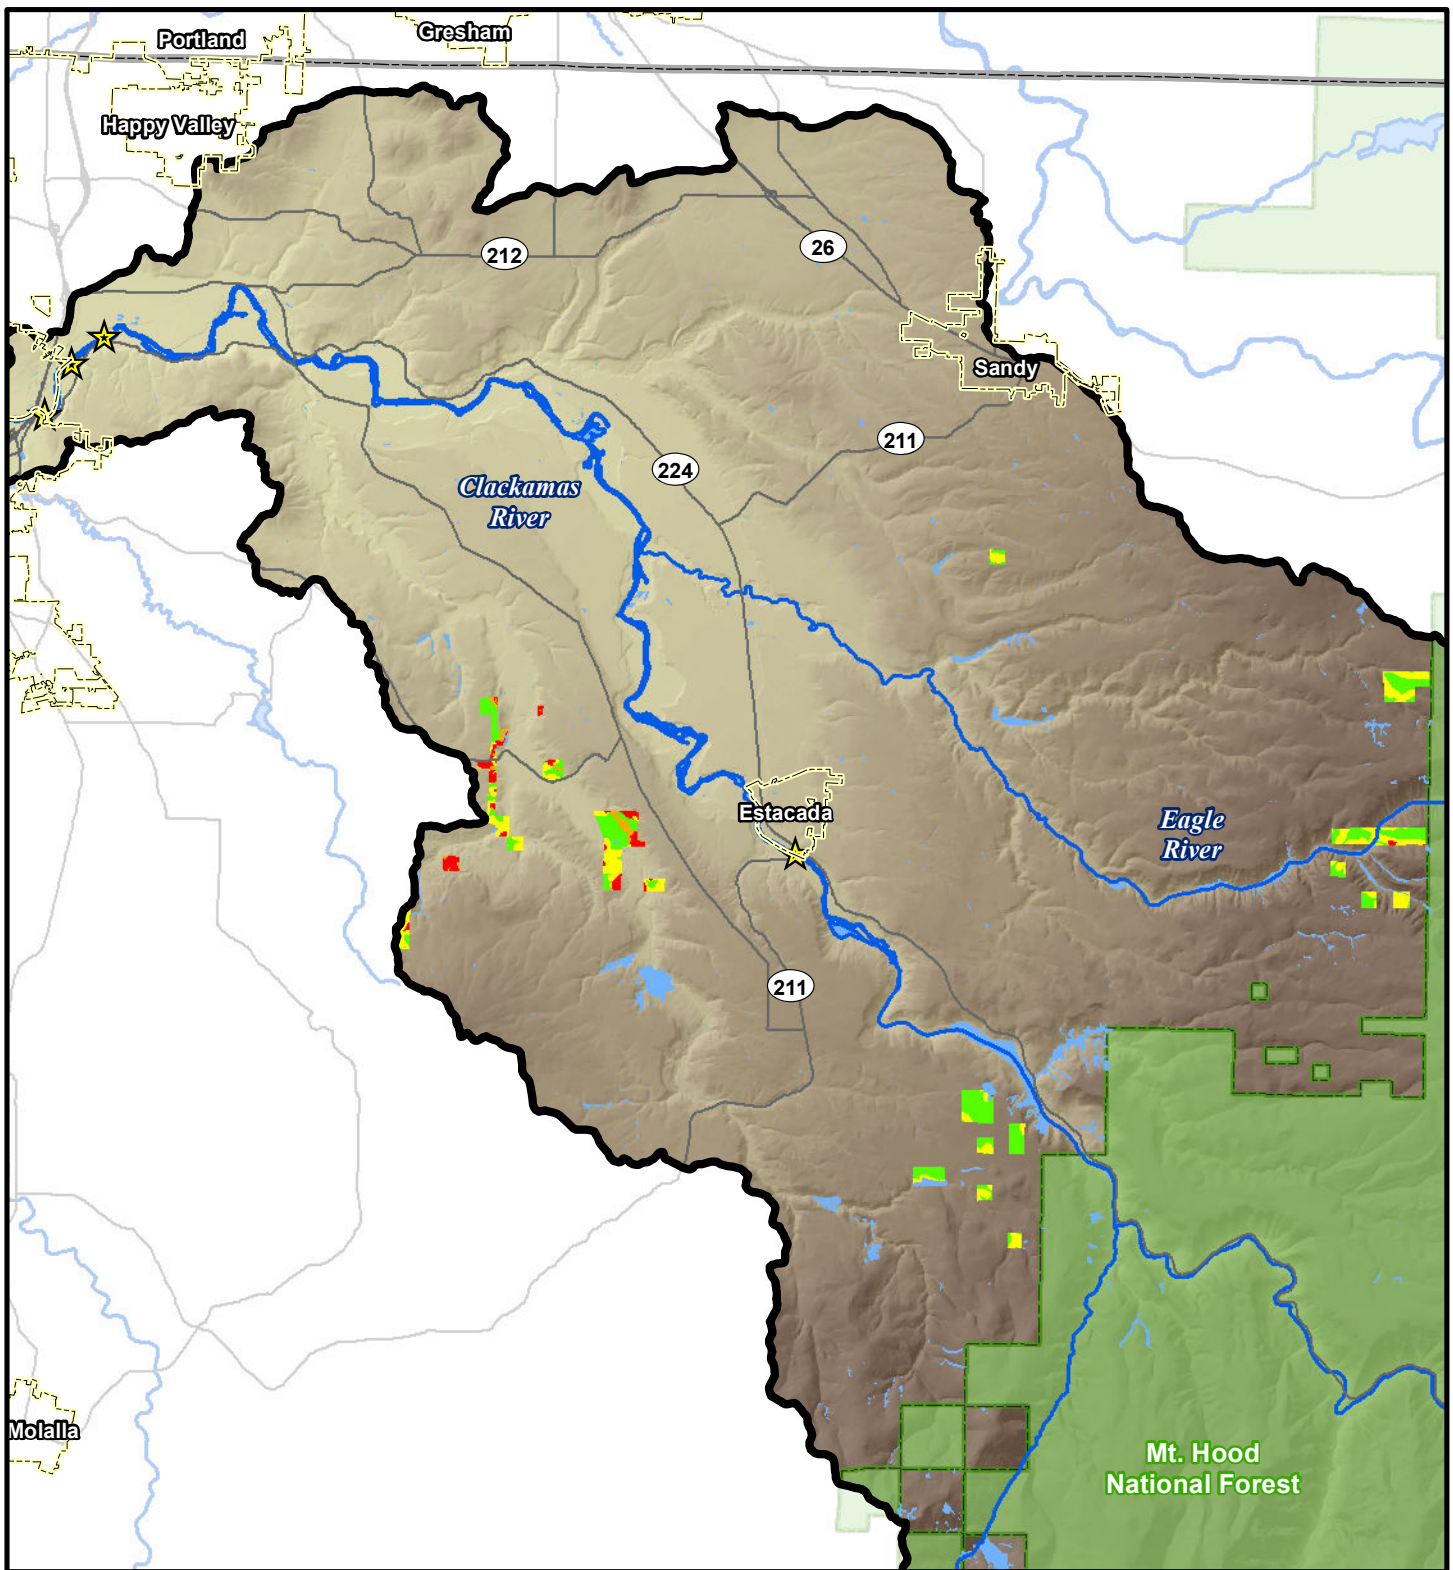 Portland
Gresham
Happy Valley
212
26
Sandy
211
224
Clackamas
River
Estacada
Eagle
River
211
Molalla
Mt. Hood
National Forest